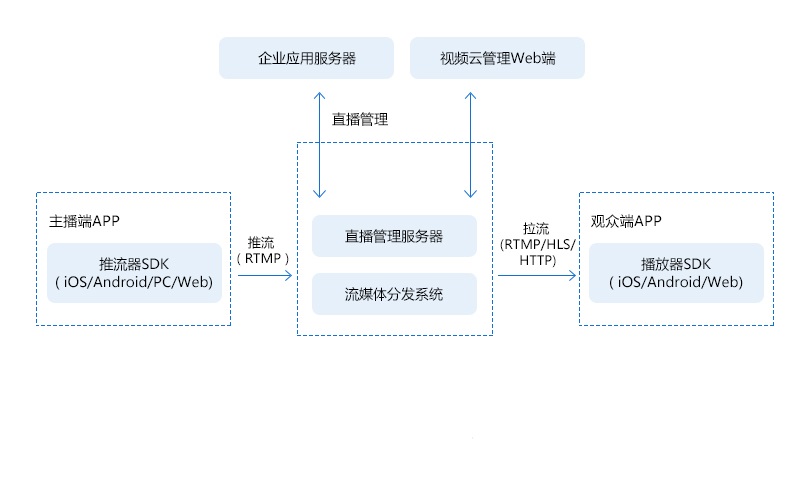 企业应用服务器
视频云管理Web端
直播管理
主播端APP
推流器SDK
( iOS/Android/PC/Web)
推流
( RTMP )
直播管理服务器
流媒体分发系统
拉流
(RTMP/HLS/
HTTP)
观众端APP
播放器SDK
( iOS/Android/Web)